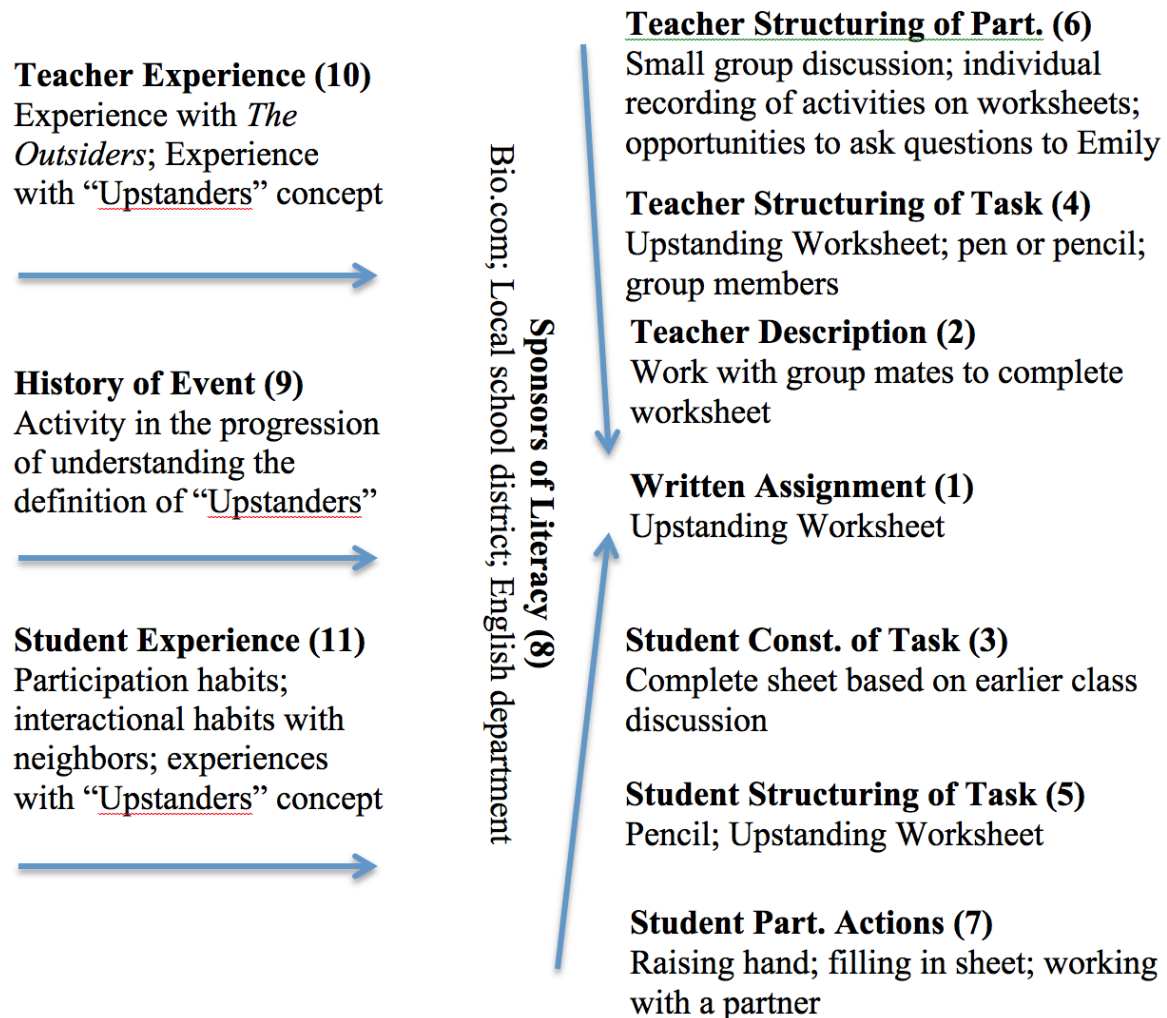 Teacher Experience (10)
Experience with The
Outsiders; Experience
with “Upstanders” concept
History of Event (9)
Activity in the progression
of understanding the
definition of “Upstanders”
Student Experience (11)
Participation habits;
interactional habits with
neighbors; experiences
with “Upstanders” concept
Sponsors of Literacy (8)
Bio.com; Local school district; English department
Teacher Structuring of Part. (6)
Small group discussion; individual
recording of activities on worksheets;
opportunities to ask questions to Emily
Teacher Structuring of Task (4)
Upstanding Worksheet; pen or pencil;
group members
Teacher Description (2)
Work with group mates to complete
worksheet
Written Assignment (1)
Upstanding Worksheet
Student Const. of Task (3)
Complete sheet based on earlier class
discussion
Student Structuring of Task (5)
Pencil; Upstanding Worksheet
Student Part. Actions (7)
Raising hand; filling in sheet; working
with a partner